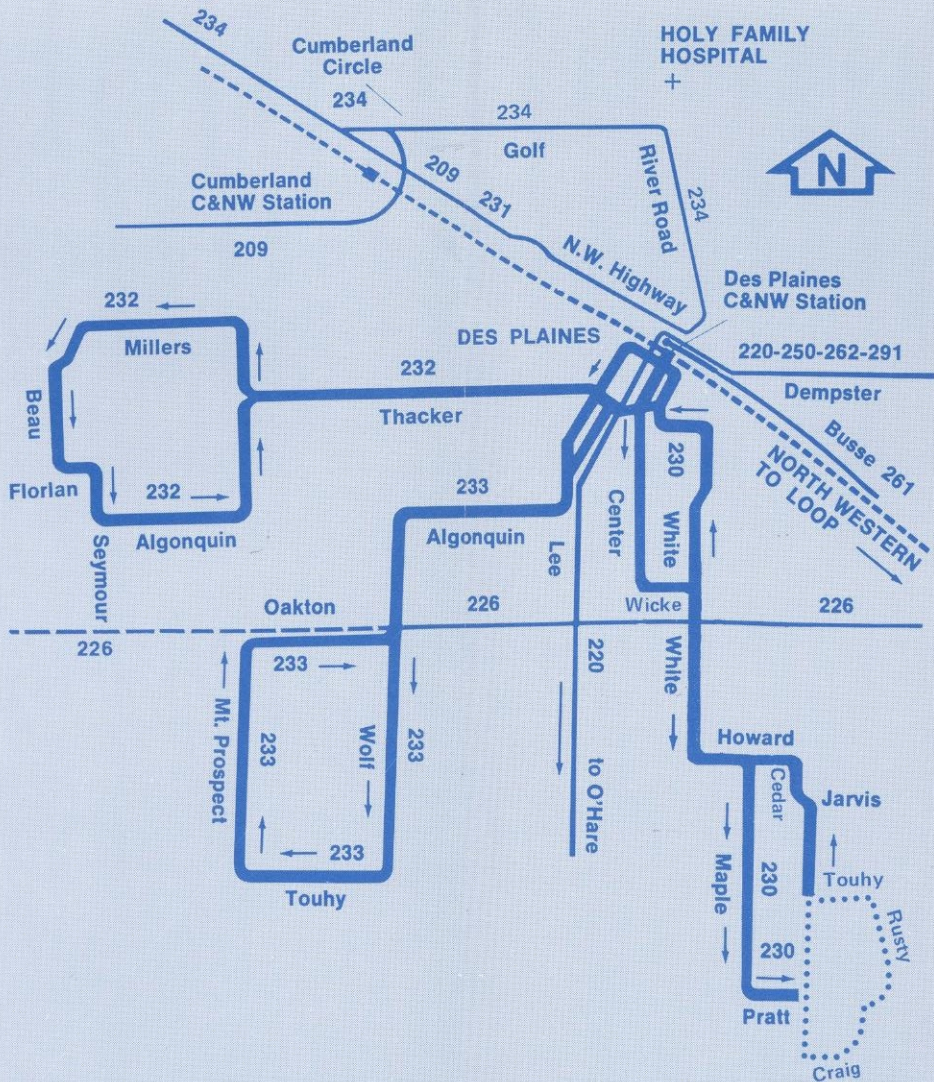 234
Cumberland
Circle
234
HOLY FAMILY
HOSPITAL
234
Golf
N
Cumberland
C&NW Station
209
209
231
River Road
234
N.W. Highway
Des Plaines
C&NW Station
232
Millers
DES PLAINES
220-250-262-291
Dempster
232
Thacker
Beau
Busse 261
Florian
232
Algonquin
233
Algonquin
230
NORTH WESTERN
TO LOOP
Seymour
Lee
Center
White
Oakton
226
Wicke
226
226
233
Mt. Prospect
233
Wolf
233
220
to O'Hare
White
Howard
Cedar
Jarvis
233
Touhy
Maple
230
Touhy
Rusty
230
Pratt
Craig